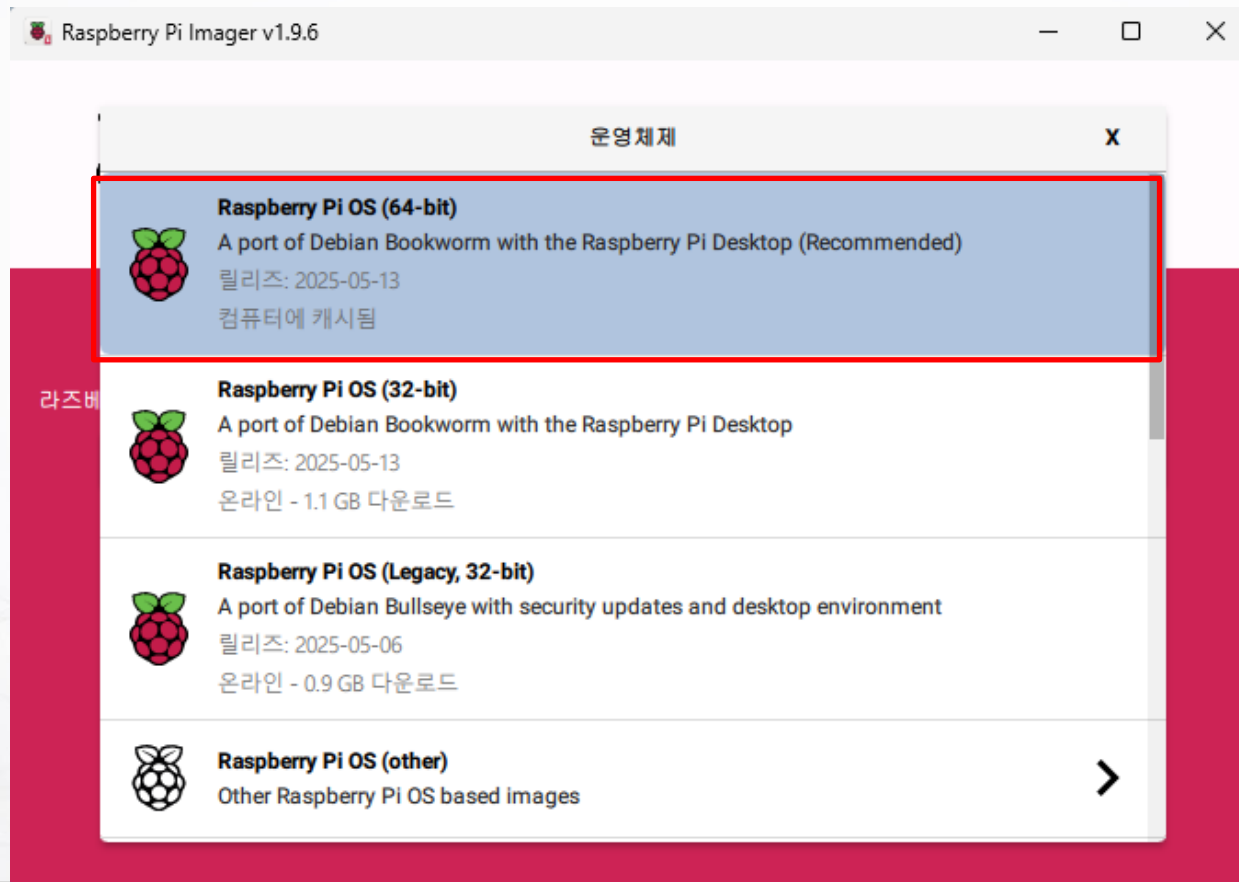 Raspberry Pi Imager v1.9.6
운영체제
X
Raspberry Pi OS (64-bit)
A port of Debian Bookworm with the Raspberry Pi Desktop (Recommended)
릴리즈: 2025-05-13
컴퓨터에 캐시됨
라즈베
Raspberry Pi OS (32-bit)
A port of Debian Bookworm with the Raspberry Pi Desktop
릴리즈: 2025-05-13
온라인 - 1.1 GB 다운로드
Raspberry Pi OS (Legacy, 32-bit)
A port of Debian Bullseye with security updates and desktop environment
릴리즈: 2025-05-06
온라인 - 0.9 GB 다운로드
Raspberry Pi OS (other)
Other Raspberry Pi OS based images